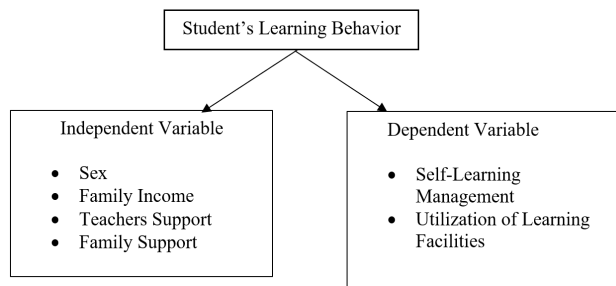 Student’s Learning Behavior
Independent Variable
• Sex
• Family Income
• Teachers Support
• Family Support
Dependent Variable
• Self-Learning
Management
• Utilization of Learning
Facilities